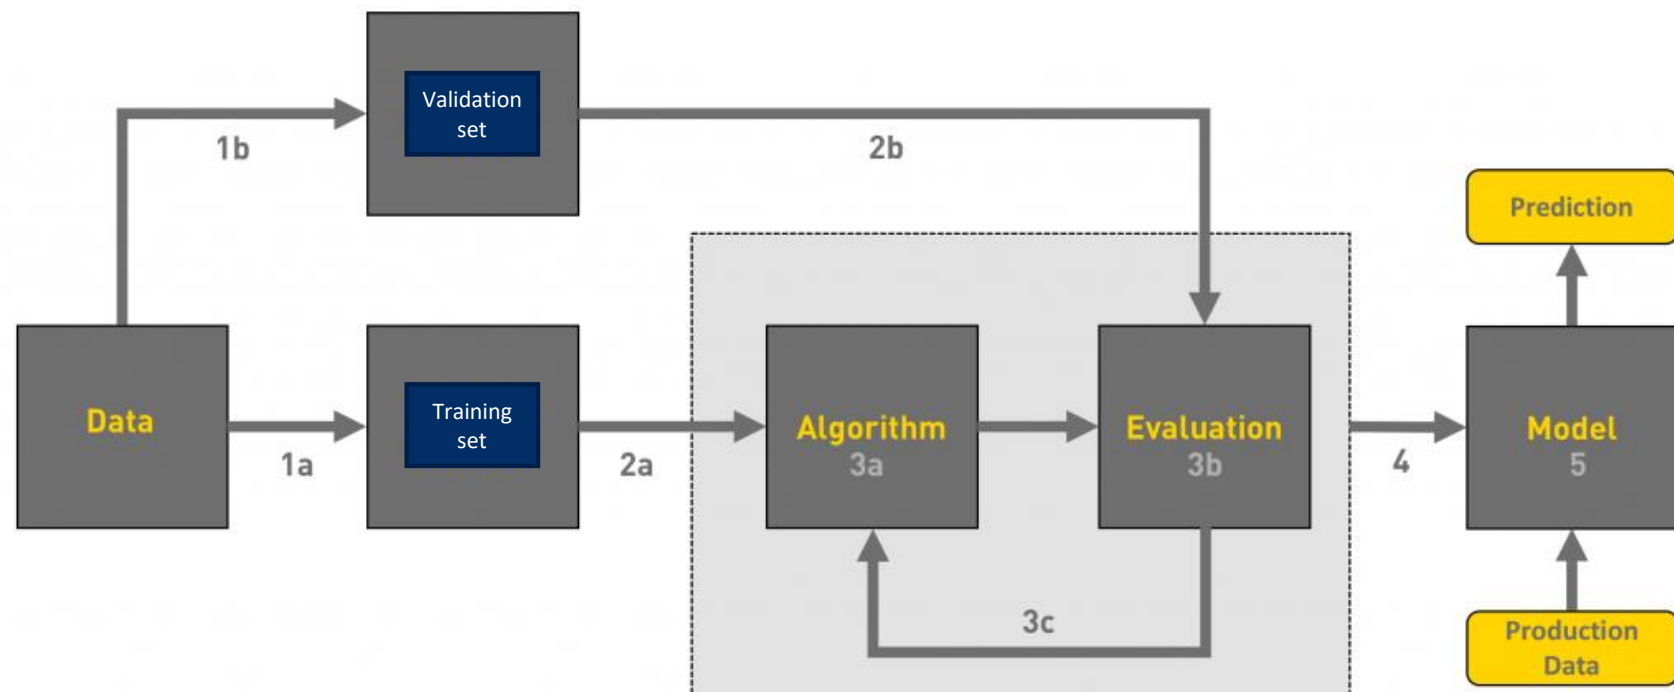 Validation
set
1b
2b
Prediction
Data
1a
Training
set
2a
Algorithm
3a
Evaluation
3b
3c
4
Model
5
Production
Data